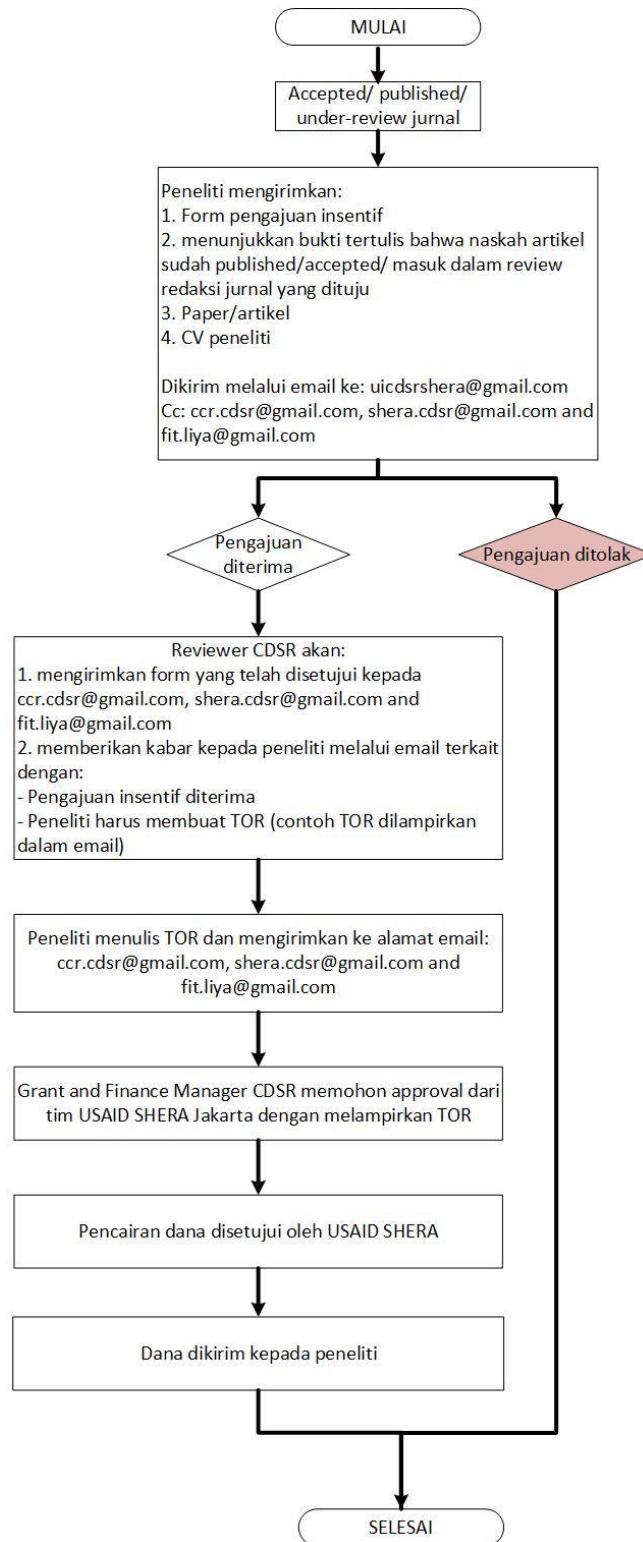 MULAI
Accepted/ published/
under-review jurnal
Peneliti mengirimkan:
1. Form pengajuan insentif
2. menunjukkan bukti tertulis bahwa naskah artikel
sudah published/accepted/ masuk dalam review
redaksi jurnal yang dituju
3. Paper/artikel
4. CV peneliti
Dikirim melalui email ke: uicdsrshera@gmail.com
Cc: ccr.cdsr@gmail.com, shera.cdsr@gmail.com and
fit.liya@gmail.com
Pengajuan
diterima
Pengajuan ditolak
Reviewer CDSR akan:
1. mengirimkan form yang telah disetujui kepada
ccr.cdsr@gmail.com, shera.cdsr@gmail.com and
fit.liya@gmail.com
2. memberikan kabar kepada peneliti melalui email terkait
dengan:
- Pengajuan insentif diterima
- Peneliti harus membuat TOR (contoh TOR dilampirkan
dalam email)
Peneliti menulis TOR dan mengirimkan ke alamat email:
ccr.cdsr@gmail.com, shera.cdsr@gmail.com and
fit.liya@gmail.com
Grant and Finance Manager CDSR memohon approval dari
tim USAID SHERA Jakarta dengan melampirkan TOR
Pencairan dana disetujui oleh USAID SHERA
Dana dikirim kepada peneliti
SELESAI